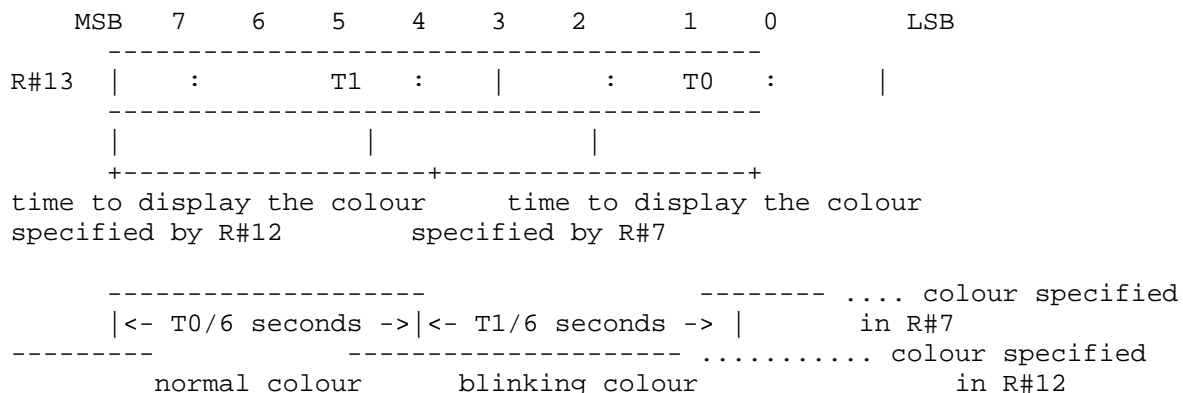 MSB 7 6 5 4 3 2 1 0 LSB
-----------------------------------------
R#13 | : T1 : | : T0 : |
-----------------------------------------
| | |
+-------------------+-------------------+
time to display the colour time to display the colour
specified by R#12 specified by R#7
-------------------- -------- .... colour specified
|<- T0/6 seconds ->|<- T1/6 seconds -> | in R#7
--------- --------------------- ........... colour specified
normal colour blinking colour in R#12